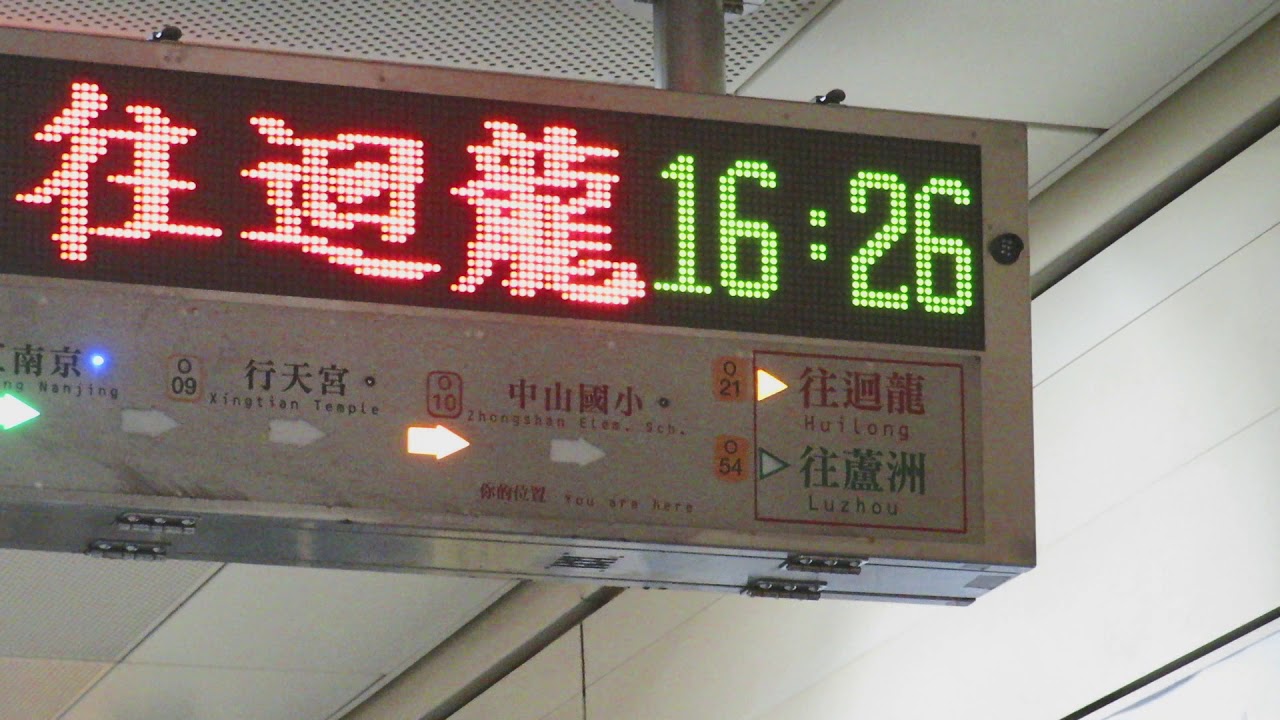 往迴龍 16:26
江南京
ng Nanjing
O
09
行天宮
Xingtian Temple
O
10
中山國小
Zhongshan Elem. Sch.
你的位置 You are here
O
21
往迴龍
Huilong
O
54
往蘆洲
Luzhou